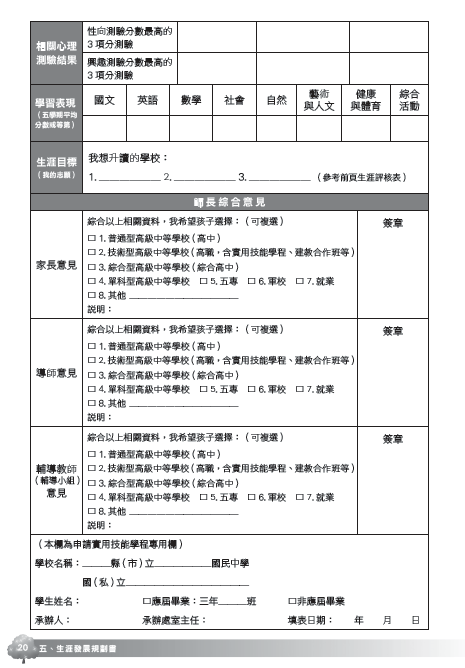 相關心理
測驗結果
性向測驗分數最高的
3 項分測驗
興趣測驗分數最高的
3 項分測驗
學習表現
（五學期平均
分數或等第）
國文 英語 數學 社會 自然 藝術與人文 健康與體育 綜合活動
生涯目標
（我的志願）
我想升讀的學校：
1. ____________ 2. ____________ 3. ____________ （參考前頁生涯評核表）
師長綜合意見
家長意見
綜合以上相關資料，我希望孩子選擇：（可複選） 簽章
□ 1. 普通型高級中等學校（高中）
□ 2. 技術型高級中等學校（高職，含實用技能學程、建教合作班等）
□ 3. 綜合型高級中等學校（綜合高中）
□ 4. 單科型高級中等學校 □ 5. 五專 □ 6. 軍校 □ 7. 就業
□ 8. 其他 ____________________
說明：
導師意見
綜合以上相關資料，我希望孩子選擇：（可複選） 簽章
□ 1. 普通型高級中等學校（高中）
□ 2. 技術型高級中等學校（高職，含實用技能學程、建教合作班等）
□ 3. 綜合型高級中等學校（綜合高中）
□ 4. 單科型高級中等學校 □ 5. 五專 □ 6. 軍校 □ 7. 就業
□ 8. 其他 ____________________
說明：
輔導教師
（輔導小組）
意見
綜合以上相關資料，我希望孩子選擇：（可複選） 簽章
□ 1. 普通型高級中等學校（高中）
□ 2. 技術型高級中等學校（高職，含實用技能學程、建教合作班等）
□ 3. 綜合型高級中等學校（綜合高中）
□ 4. 單科型高級中等學校 □ 5. 五專 □ 6. 軍校 □ 7. 就業
□ 8. 其他 ____________________
說明：
（本欄為申請實用技能學程專用欄）
學校名稱：______縣（市）立____________國民中學
國（私）立________________________
學生姓名： □應屆畢業：三年______班 □非應屆畢業
承辦人： 承辦處室主任： 填表日期： 年 月 日
20 五、生涯發展規劃書